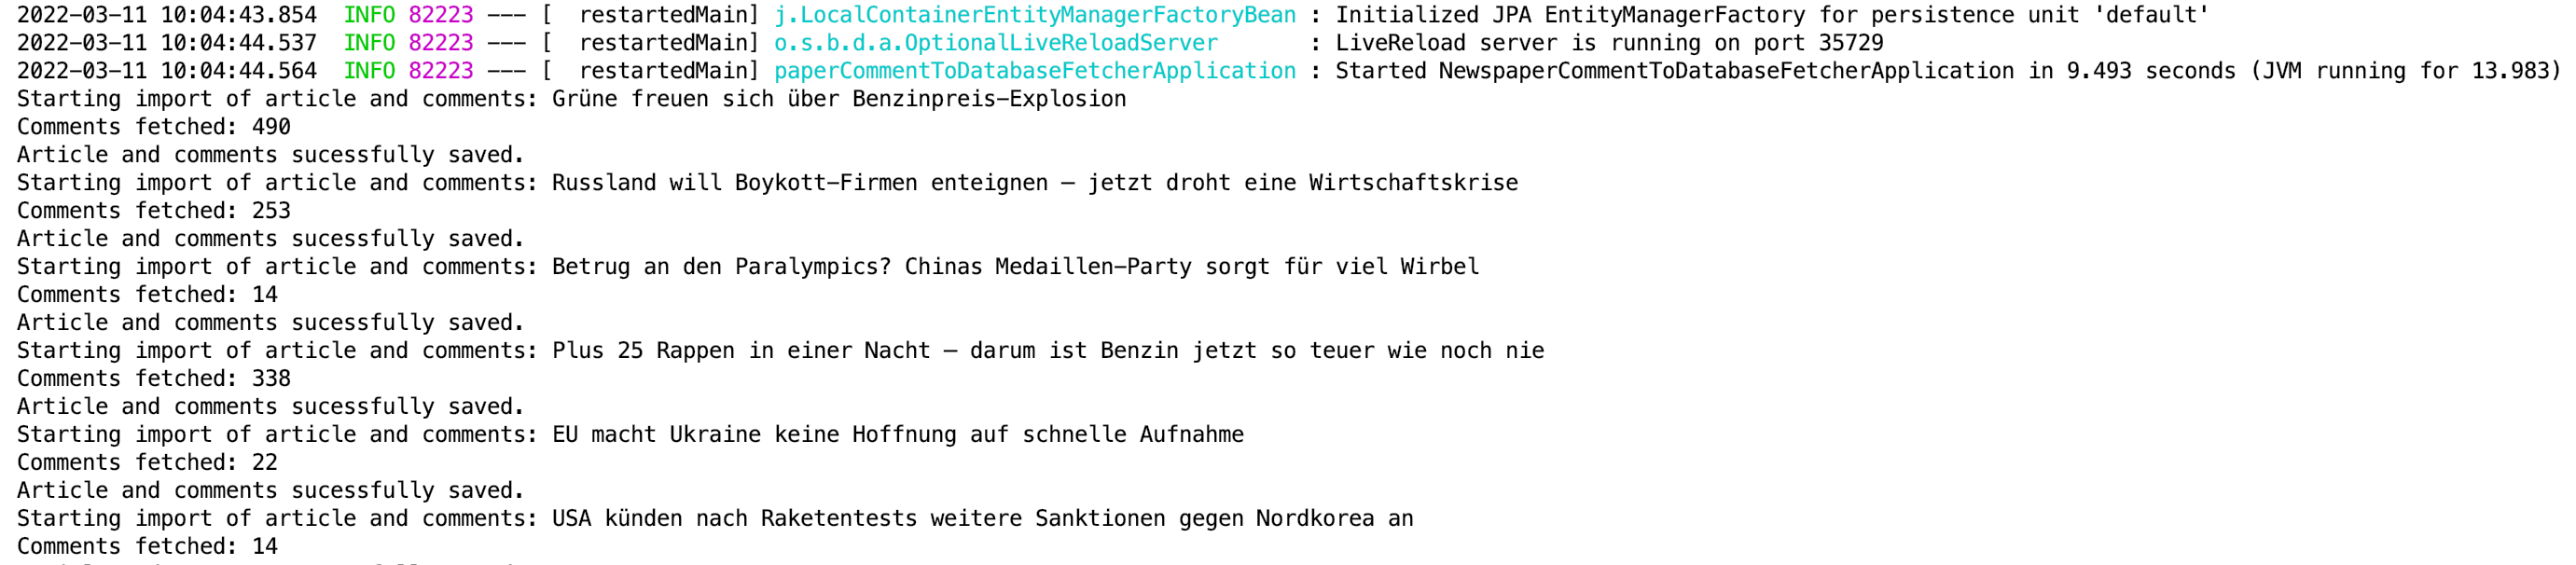 2022-03-11 10:04:43.854  INFO 82223 --- [  restartedMain] j.LocalContainerEntityManagerFactoryBean : Initialized JPA EntityManagerFactory for persistence unit 'default'
2022-03-11 10:04:44.537  INFO 82223 --- [  restartedMain] o.s.b.d.a.OptionalLiveReloadServer       : LiveReload server is running on port 35729
2022-03-11 10:04:44.564  INFO 82223 --- [  restartedMain] paperCommentToDatabaseFetcherApplication : Started NewspaperCommentToDatabaseFetcherApplication in 9.493 seconds (JVM running for 13.983)
Starting import of article and comments: Grüne freuen sich über Benzinpreis-Explosion
Comments fetched: 490
Article and comments sucessfully saved.
Starting import of article and comments: Russland will Boykott-Firmen enteignen – jetzt droht eine Wirtschaftskrise
Comments fetched: 253
Article and comments sucessfully saved.
Starting import of article and comments: Betrug an den Paralympics? Chinas Medaillen-Party sorgt für viel Wirbel
Comments fetched: 14
Article and comments sucessfully saved.
Starting import of article and comments: Plus 25 Rappen in einer Nacht – darum ist Benzin jetzt so teuer wie noch nie
Comments fetched: 338
Article and comments sucessfully saved.
Starting import of article and comments: EU macht Ukraine keine Hoffnung auf schnelle Aufnahme
Comments fetched: 22
Article and comments sucessfully saved.
Starting import of article and comments: USA künden nach Raketentests weitere Sanktionen gegen Nordkorea an
Comments fetched: 14